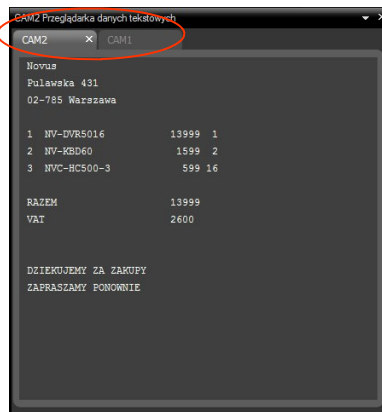 CAM2 Przeglądarka danych tekstowych
CAM2 × CAM1
Novus
Pulawska 431
02-785 Warszawa
1 NV-DVR5016 13999 1
2 NV-KBD60 1599 2
3 NVC-HC500-3 599 16
RAZEM 13999
VAT 2600
DZIEKUJEMY ZA ZAKUPY
ZAPRASZAMY PONOWNIE